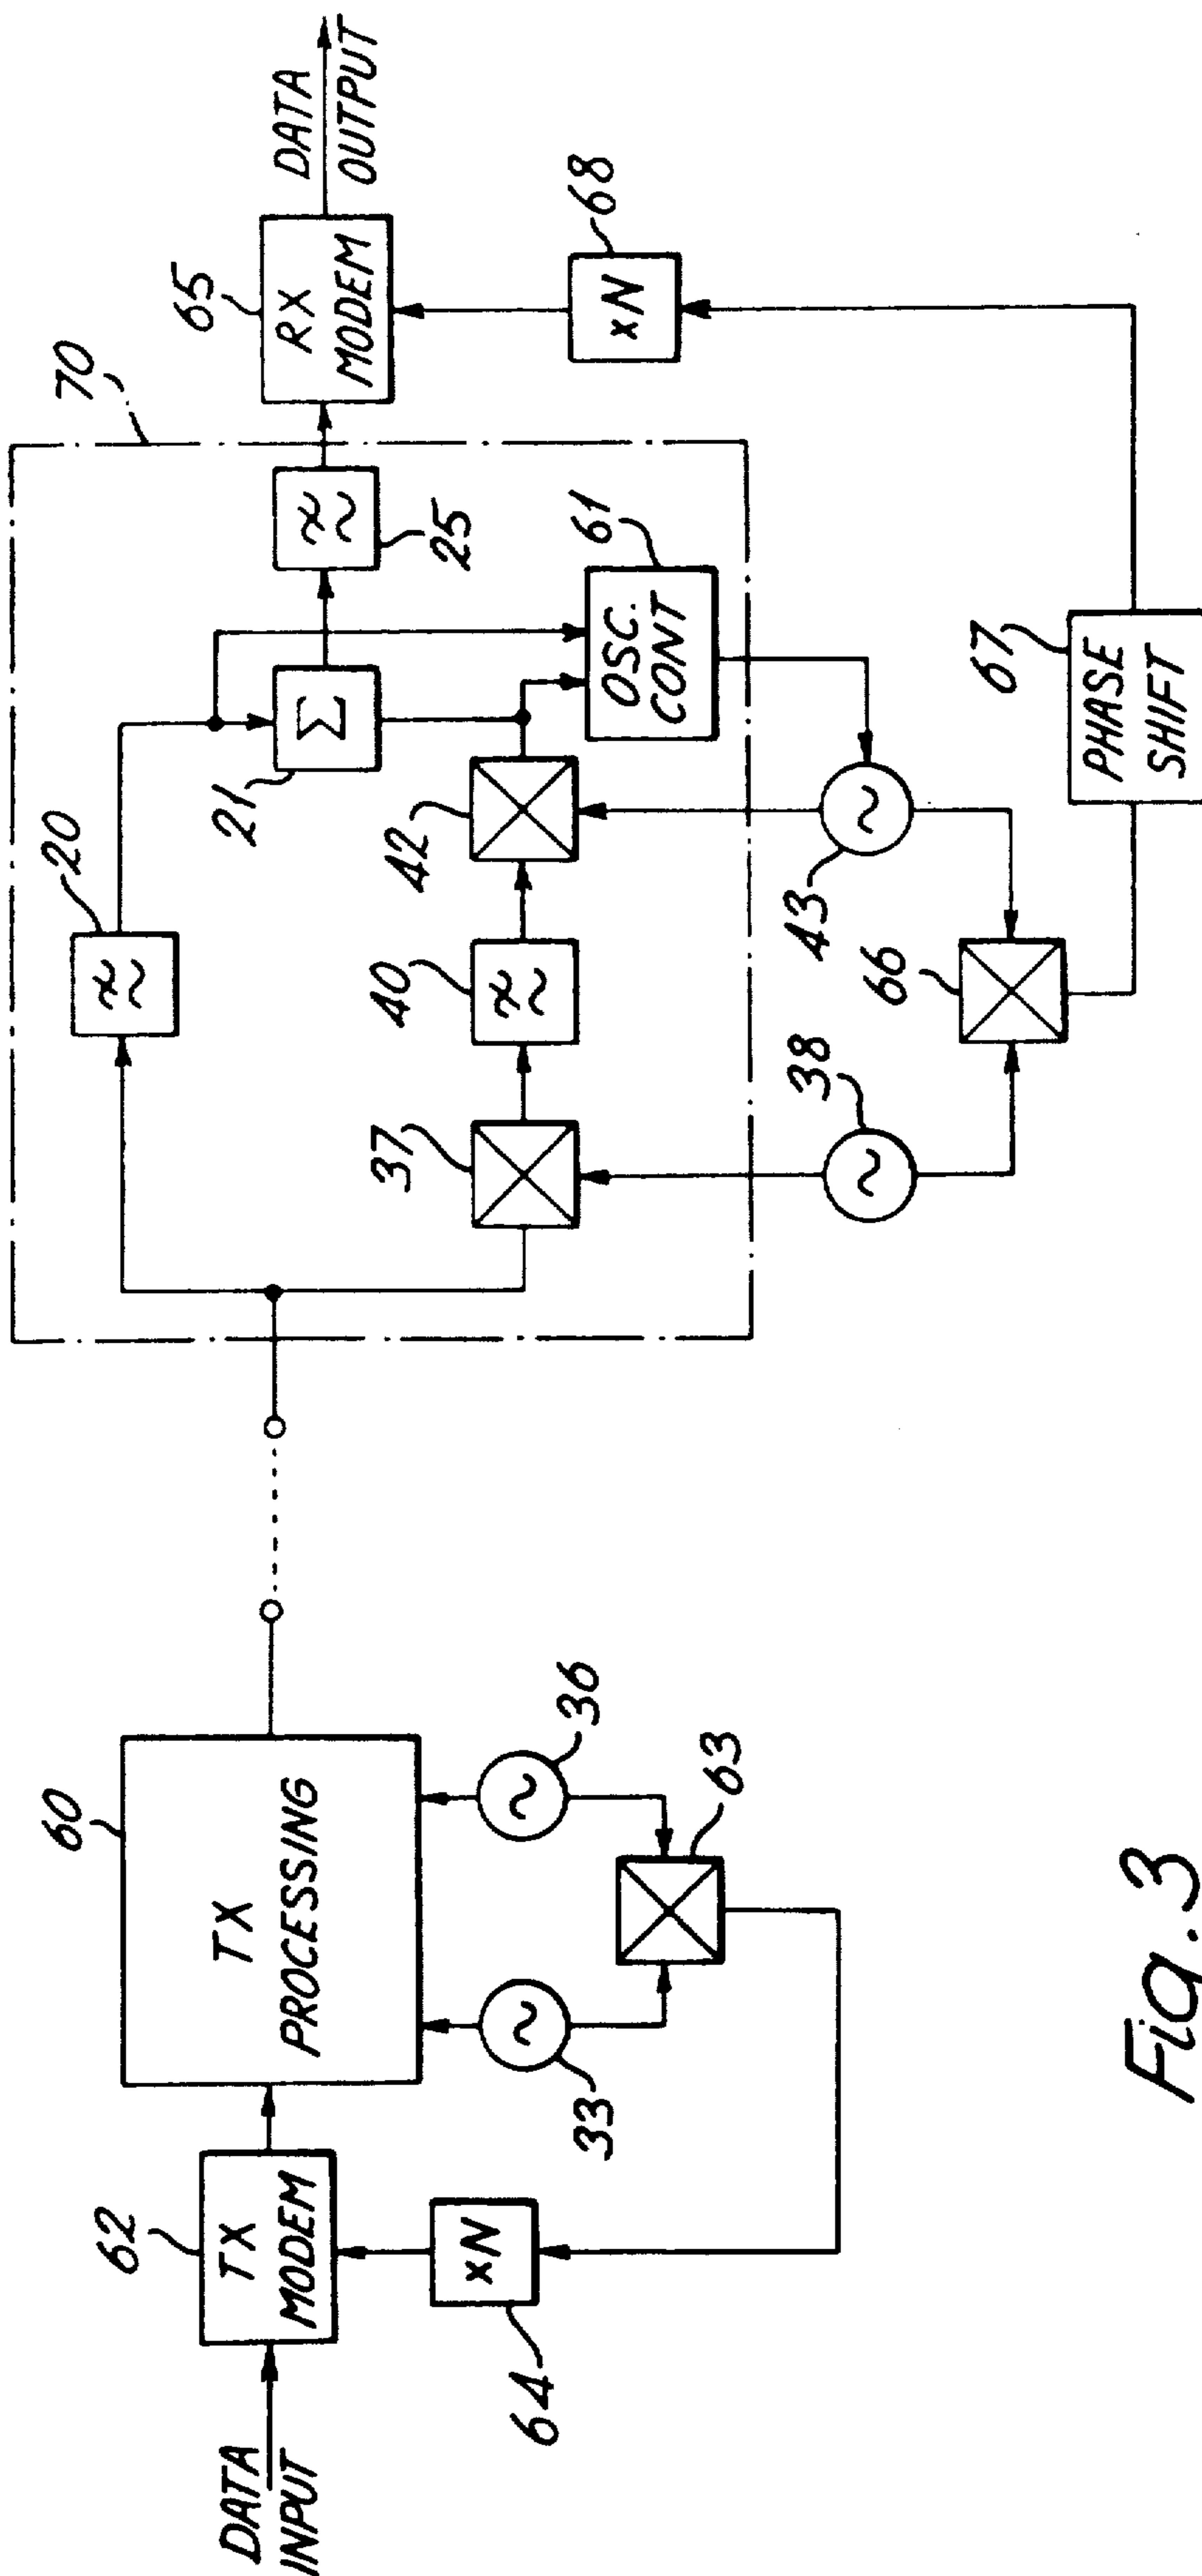 DATA
INPUT
62
TX
MODEM
64
xN
60
TX
PROCESSING
33
36
63
70
20
21
Σ
25
37
40
42
61
OSC.
CONT
38
43
66
67
PHASE
SHIFT
68
xN
65
RX
MODEM
DATA
OUTPUT
Fig. 3